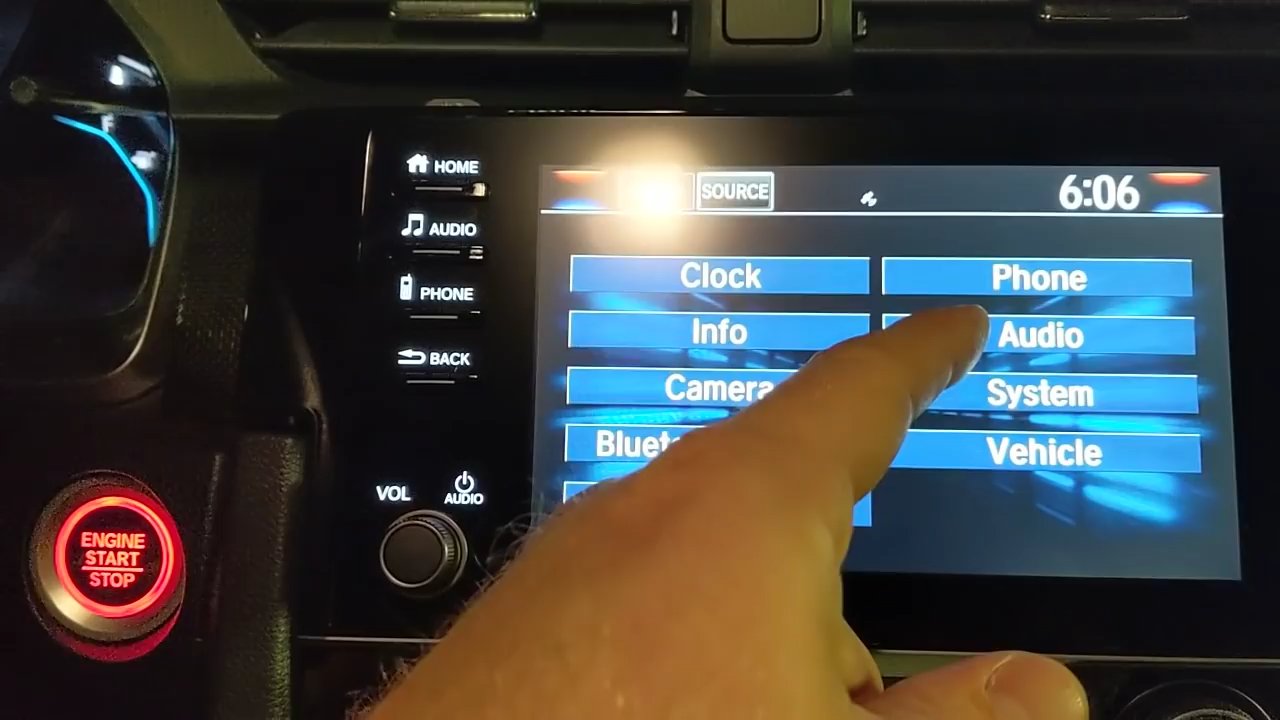 HOME
AUDIO
PHONE
BACK
VOL
AUDIO
ENGINE
START
STOP
SOURCE
6:06
Clock
Phone
Info
Audio
Camera
System
Vehicle